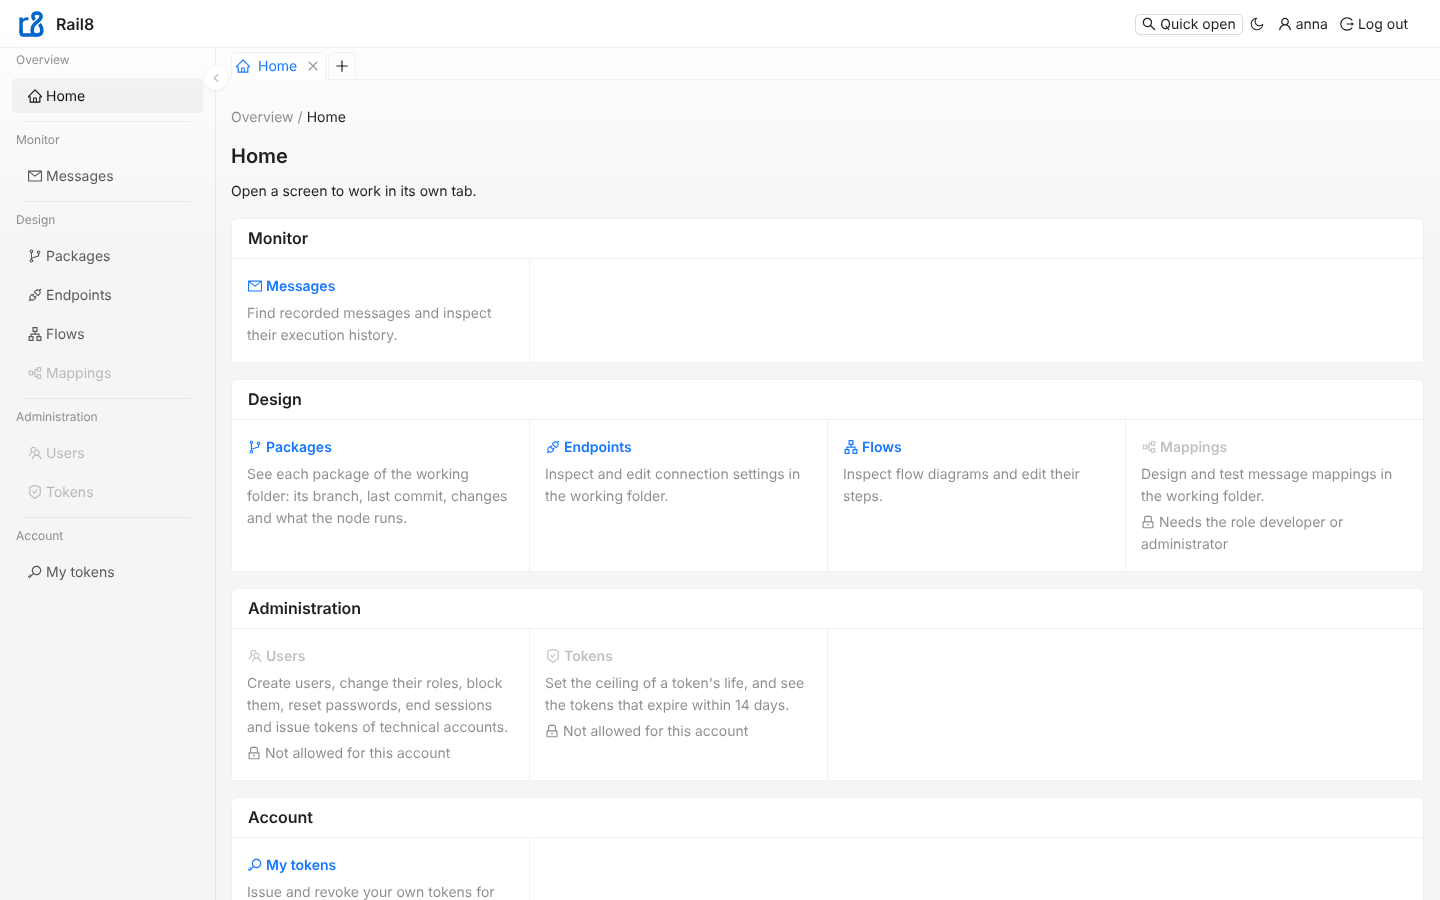 r8 Rail8
Quick open anna Log out
Overview
Home
Monitor
Messages
Design
Packages
Endpoints
Flows
Mappings
Administration
Users
Tokens
Account
My tokens
Home
Overview / Home
Home
Open a screen to work in its own tab.
Monitor
Messages
Find recorded messages and inspect
their execution history.
Design
Packages
See each package of the working
folder: its branch, last commit, changes
and what the node runs.
Endpoints
Inspect and edit connection settings in
the working folder.
Flows
Inspect flow diagrams and edit their
steps.
Mappings
Design and test message mappings in
the working folder.
Needs the role developer or
administrator
Administration
Users
Create users, change their roles, block
them, reset passwords, end sessions
and issue tokens of technical accounts.
Not allowed for this account
Tokens
Set the ceiling of a token's life, and see
the tokens that expire within 14 days.
Not allowed for this account
Account
My tokens
Issue and revoke your own tokens for